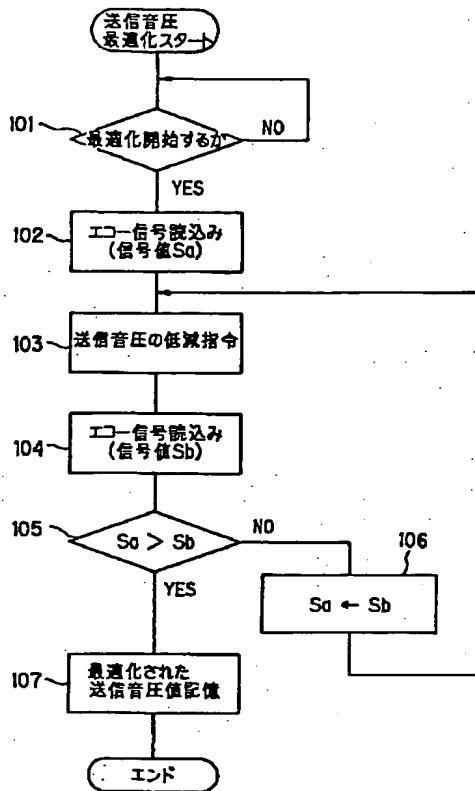 送信音圧
最適化スタート
101
最適化開始するか
NO
YES
102
エコー信号読込み
(信号値Sa)
103
送信音圧の低減指令
104
エコー信号読込み
(信号値Sb)
105
Sa > Sb
NO
106
YES
Sa ← Sb
107
最適化された
送信音圧値記憶
エンド